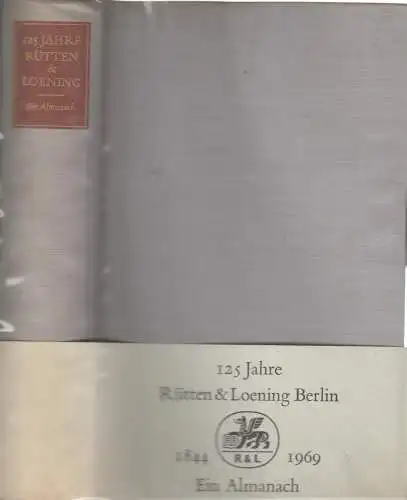 125 JAHRE
RÜTTEN
&
LOENING
Ein Almanach
125 Jahre
Rütten & Loening Berlin
1844 R & L 1969
Ein Almanach